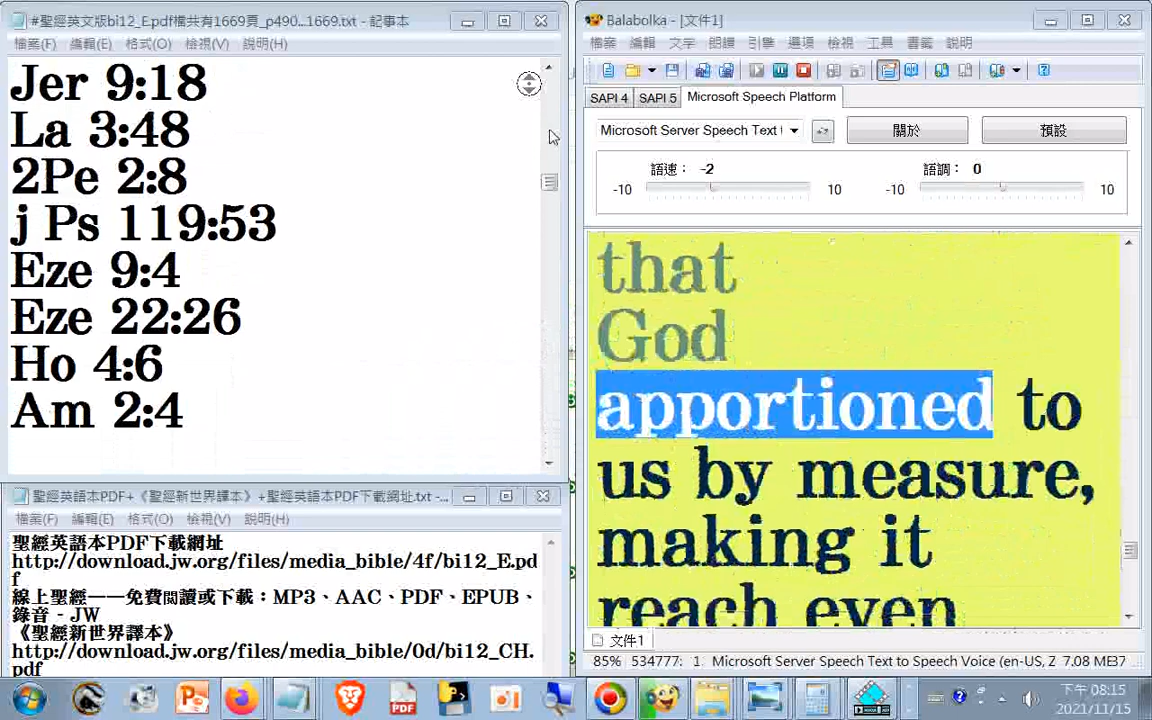 #聖經英文版bi12_E.pdf檔共有1669頁_p490...1669.txt - 記事本
檔案(F) 編輯(E) 格式(O) 檢視(V) 說明(H)
Jer 9:18
La 3:48
2Pe 2:8
j Ps 119:53
Eze 9:4
Eze 22:26
Ho 4:6
Am 2:4
聖經英語本PDF+《聖經新世界譯本》+聖經英語本PDF下載網址.txt -...
檔案(F) 編輯(E) 格式(O) 檢視(V) 說明(H)
聖經英語本PDF下載網址
http://download.jw.org/files/media_bible/4f/bi12_E.pd
f
線上聖經——免費閱讀或下載：MP3、AAC、PDF、EPUB、
錄音 - JW
《聖經新世界譯本》
http://download.jw.org/files/media_bible/0d/bi12_CH.
pdf
Balabolka - [文件1]
檔案 編輯 文字 朗讀 引擎 選項 檢視 工具 書籤 說明
SAPI 4 SAPI 5 Microsoft Speech Platform
Microsoft Server Speech Text 關於 預設
語速： -2 語調： 0
-10 10 -10 10
that
God
apportioned to
us by measure,
making it
reach even
文件1
85% 534777: 1 Microsoft Server Speech Text to Speech Voice (en-US, Z 7.08 ME37
PDF
下午 08:15
2021/11/15